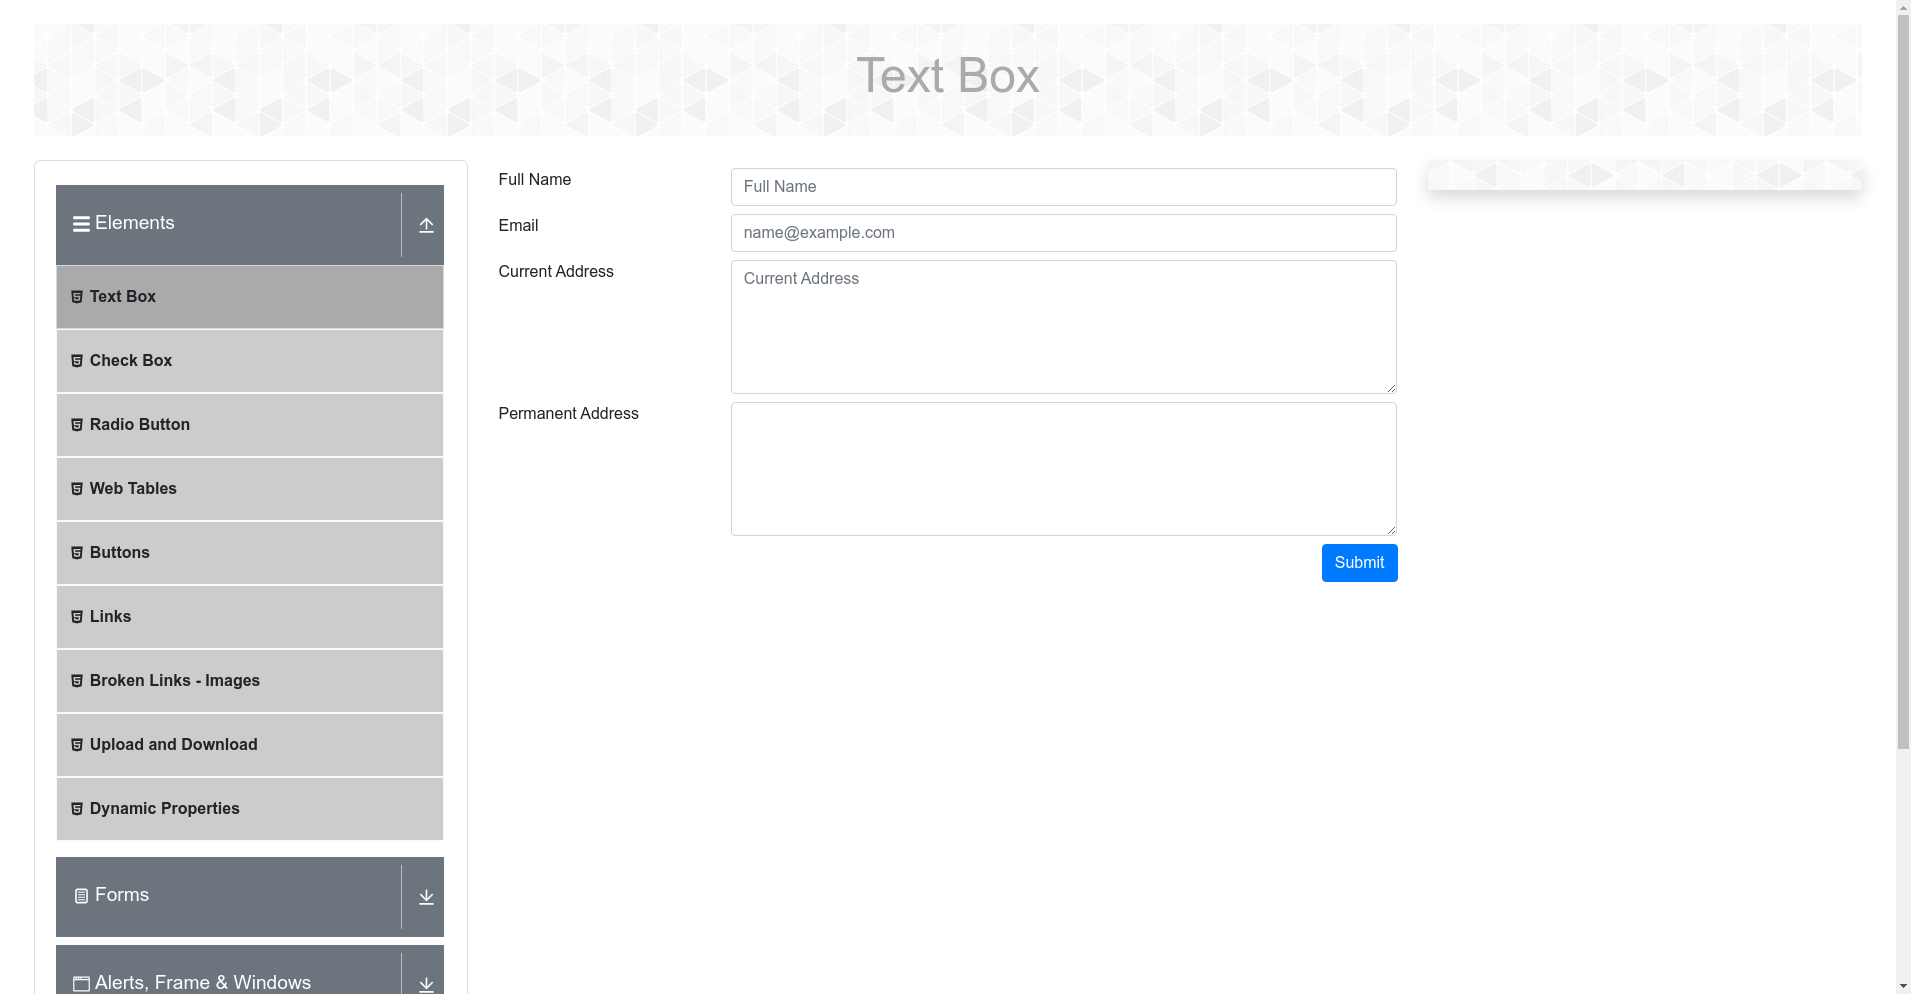 Text Box
Elements
Text Box
Check Box
Radio Button
Web Tables
Buttons
Links
Broken Links - Images
Upload and Download
Dynamic Properties
Forms
Alerts, Frame & Windows
Full Name
Full Name
Email
name@example.com
Current Address
Current Address
Permanent Address
Submit